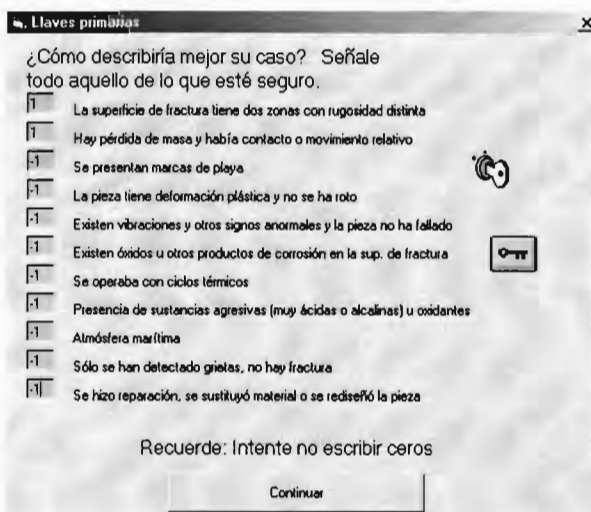 Llaves primarias
¿Cómo describiría mejor su caso? Señale
todo aquello de lo que esté seguro.
1 La superficie de fractura tiene dos zonas con rugosidad distinta
1 Hay pérdida de masa y había contacto o movimiento relativo
-1 Se presentan marcas de playa
-1 La pieza tiene deformación plástica y no se ha roto
-1 Existen vibraciones y otros signos anormales y la pieza no ha fallado
-1 Existen óxidos u otros productos de corrosión en la sup. de fractura
-1 Se operaba con ciclos térmicos
-1 Presencia de sustancias agresivas (muy ácidas o alcalinas) u oxidantes
-1 Atmósfera marítima
-1 Sólo se han detectado grietas, no hay fractura
-1 Se hizo reparación, se sustituyó material o se rediseñó la pieza
Recuerde: Intente no escribir ceros
Continuar